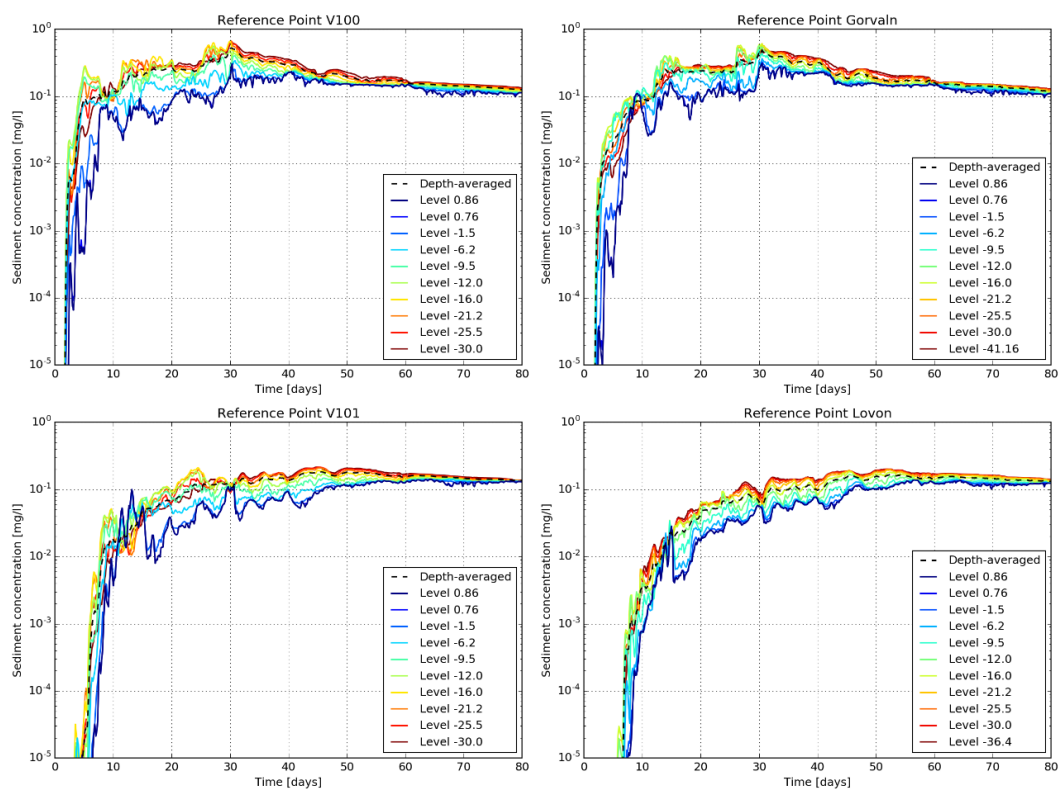 Reference Point V100
Sediment concentration [mg/l]
10^0
10^-1
10^-2
10^-3
10^-4
10^-5
Depth-averaged
Level 0.86
Level 0.76
Level -1.5
Level -6.2
Level -9.5
Level -12.0
Level -16.0
Level -21.2
Level -25.5
Level -30.0
0 10 20 30 40 50 60 70 80
Time [days]
Reference Point Gorvaln
Sediment concentration [mg/l]
10^0
10^-1
10^-2
10^-3
10^-4
10^-5
Depth-averaged
Level 0.86
Level 0.76
Level -1.5
Level -6.2
Level -9.5
Level -12.0
Level -16.0
Level -21.2
Level -25.5
Level -30.0
Level -41.16
0 10 20 30 40 50 60 70 80
Time [days]
Reference Point V101
Sediment concentration [mg/l]
10^0
10^-1
10^-2
10^-3
10^-4
10^-5
Depth-averaged
Level 0.86
Level 0.76
Level -1.5
Level -6.2
Level -9.5
Level -12.0
Level -16.0
Level -21.2
Level -25.5
Level -30.0
0 10 20 30 40 50 60 70 80
Time [days]
Reference Point Lovon
Sediment concentration [mg/l]
10^0
10^-1
10^-2
10^-3
10^-4
10^-5
Depth-averaged
Level 0.86
Level 0.76
Level -1.5
Level -6.2
Level -9.5
Level -12.0
Level -16.0
Level -21.2
Level -25.5
Level -30.0
Level -36.4
0 10 20 30 40 50 60 70 80
Time [days]